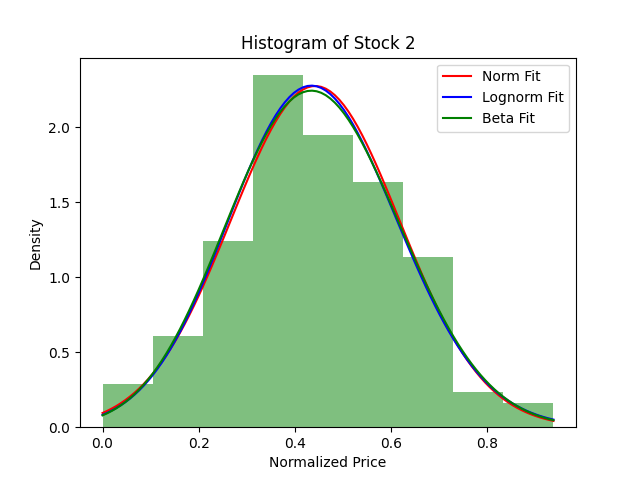 Histogram of Stock 2
Norm Fit
Lognorm Fit
Beta Fit
Density
2.0
1.5
1.0
0.5
0.0
0.0 0.2 0.4 0.6 0.8
Normalized Price